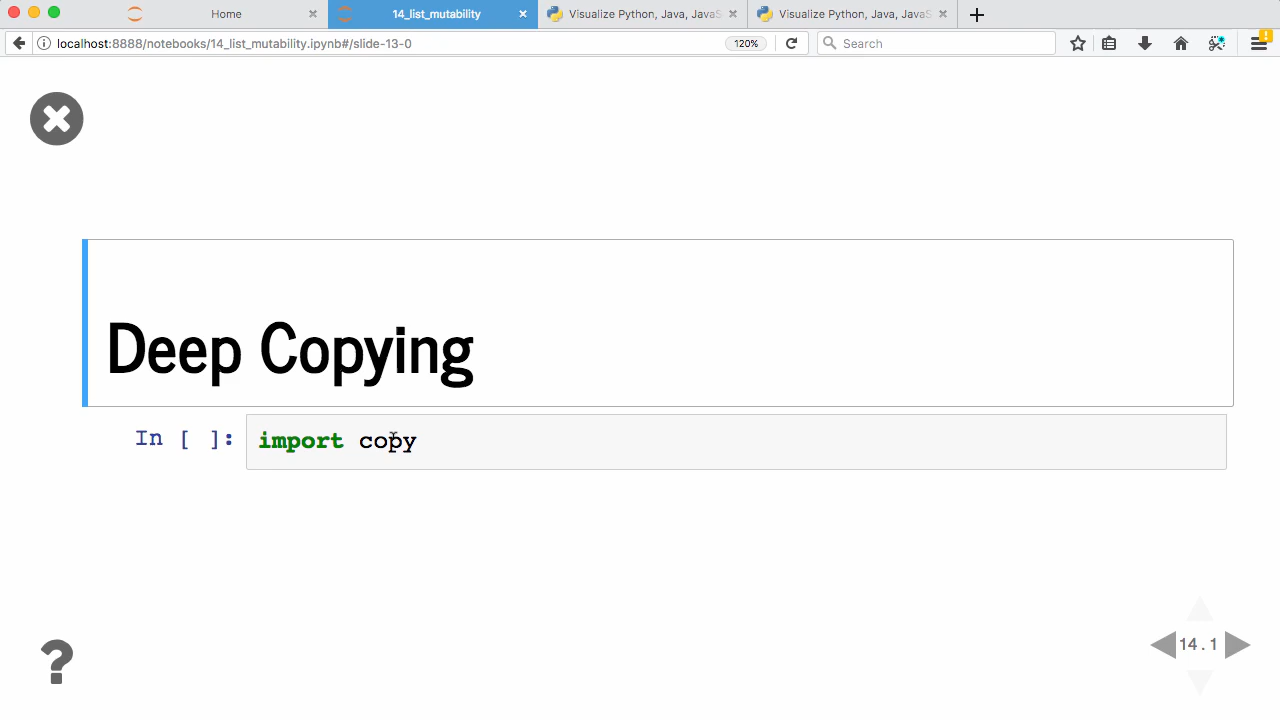 Home
14_list_mutability
Visualize Python, Java, JavaS
Visualize Python, Java, JavaS
localhost:8888/notebooks/14_list_mutability.ipynb#/slide-13-0
120%
Search
Deep Copying
In [ ]:
import copy
14.1